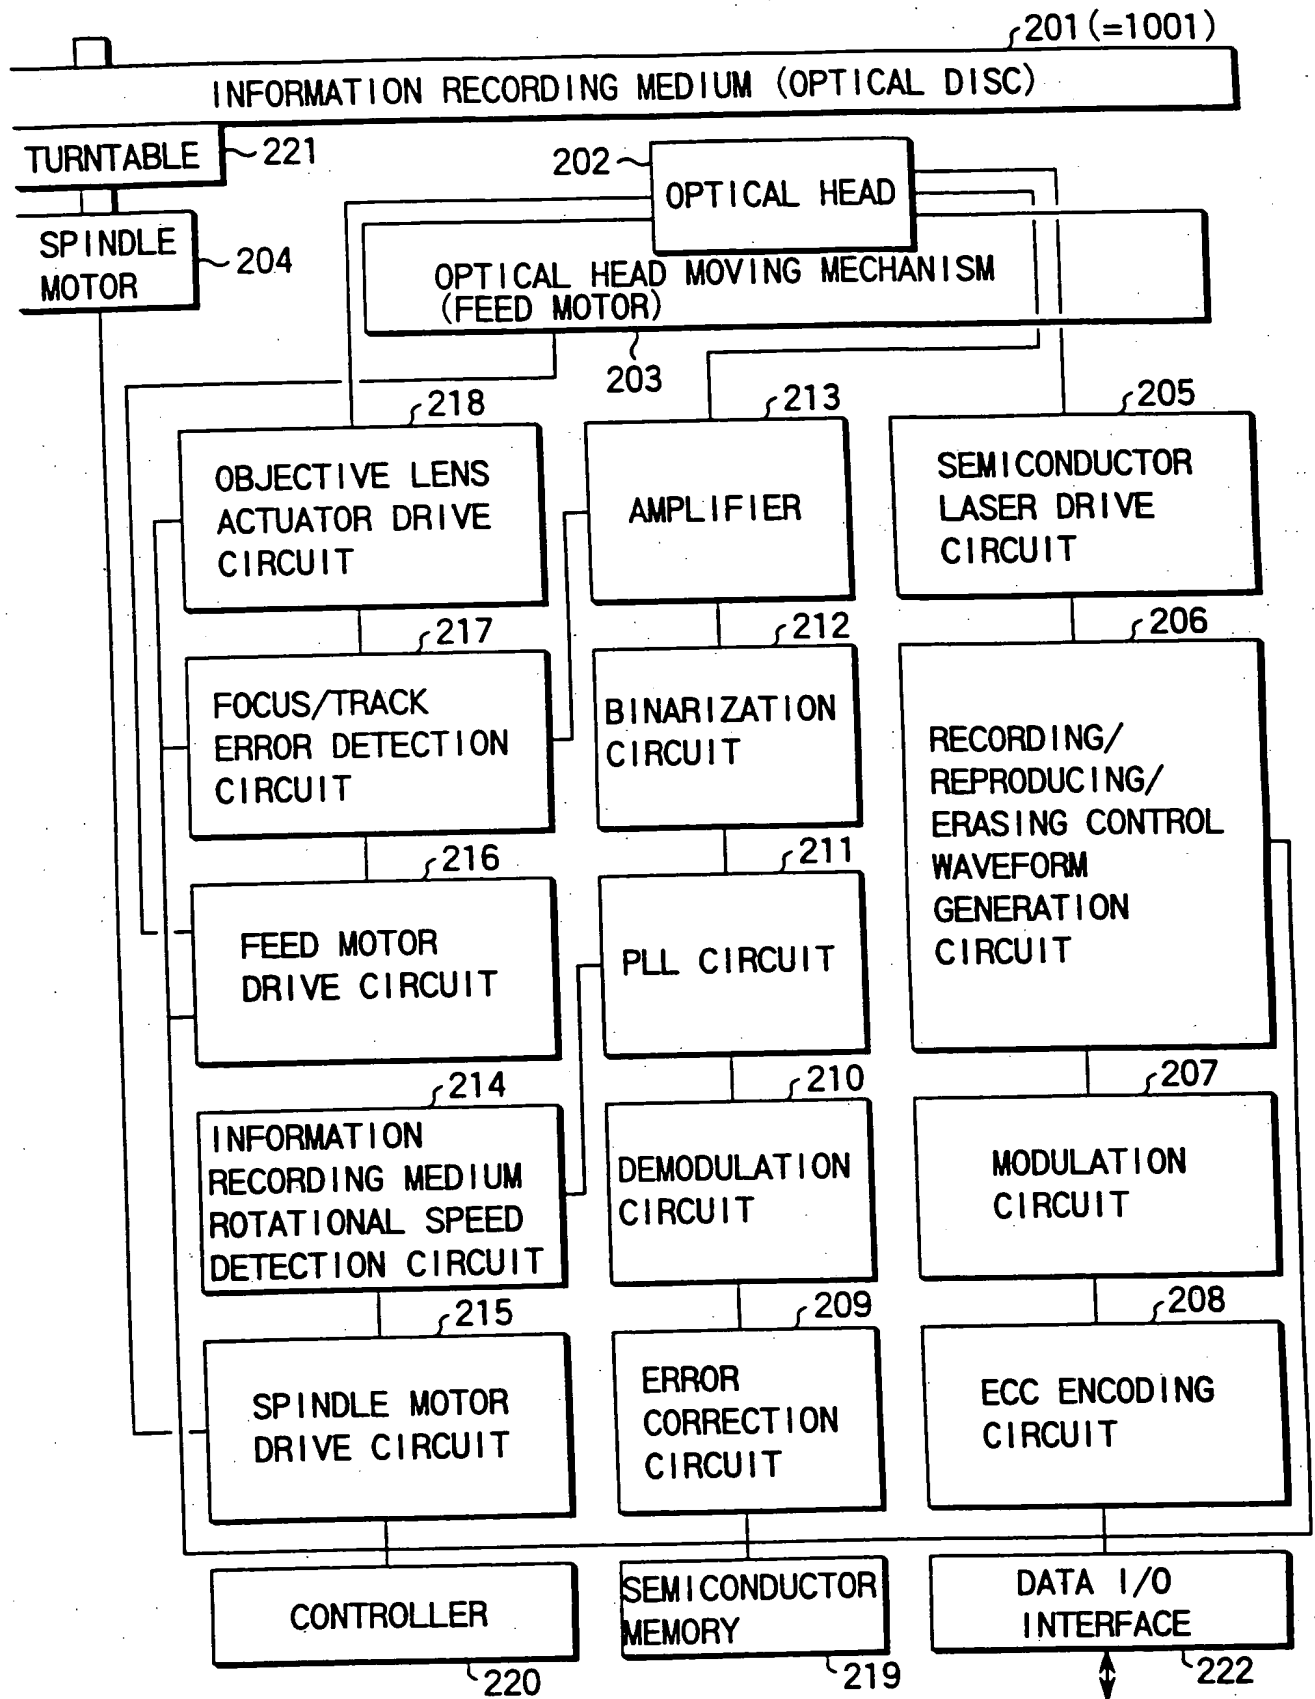 201 (=1001)
INFORMATION RECORDING MEDIUM (OPTICAL DISC)
TURNTABLE
221
202
OPTICAL HEAD
SPINDLE
MOTOR
204
OPTICAL HEAD MOVING MECHANISM
(FEED MOTOR)
203
218
OBJECTIVE LENS
ACTUATOR DRIVE
CIRCUIT
213
AMPLIFIER
205
SEMICONDUCTOR
LASER DRIVE
CIRCUIT
217
FOCUS/TRACK
ERROR DETECTION
CIRCUIT
212
BINARIZATION
CIRCUIT
206
RECORDING/
REPRODUCING/
ERASING CONTROL
WAVEFORM
GENERATION
CIRCUIT
216
FEED MOTOR
DRIVE CIRCUIT
211
PLL CIRCUIT
214
INFORMATION
RECORDING MEDIUM
ROTATIONAL SPEED
DETECTION CIRCUIT
210
DEMODULATION
CIRCUIT
207
MODULATION
CIRCUIT
215
SPINDLE MOTOR
DRIVE CIRCUIT
209
ERROR
CORRECTION
CIRCUIT
208
ECC ENCODING
CIRCUIT
CONTROLLER
220
SEMICONDUCTOR
MEMORY
219
DATA I/O
INTERFACE
222